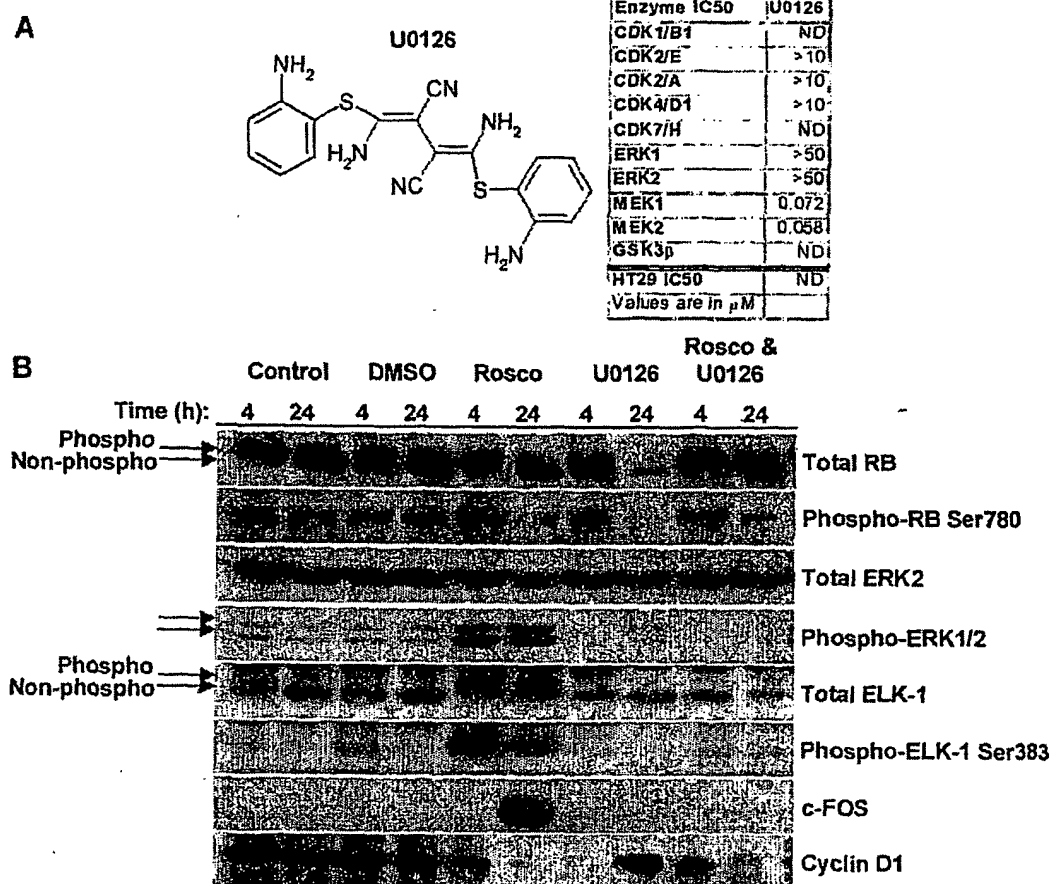 A
U0126
NH2
S
CN
H2N
NH2
NC
S
H2N
Enzyme IC50 U0126
CDK1/B1 ND
CDK2/E >10
CDK2/A >10
CDK4/D1 >10
CDK7/H ND
ERK1 >50
ERK2 >50
MEK1 0.072
MEK2 0.058
GSK3β ND
HT29 IC50 ND
Values are in µM
B
Control DMSO Rosco U0126 Rosco & U0126
Time (h): 4 24 4 24 4 24 4 24 4 24
Phospho
Non-phospho
Total RB
Phospho-RB Ser780
Total ERK2
Phospho-ERK1/2
Phospho
Non-phospho
Total ELK-1
Phospho-ELK-1 Ser383
c-FOS
Cyclin D1